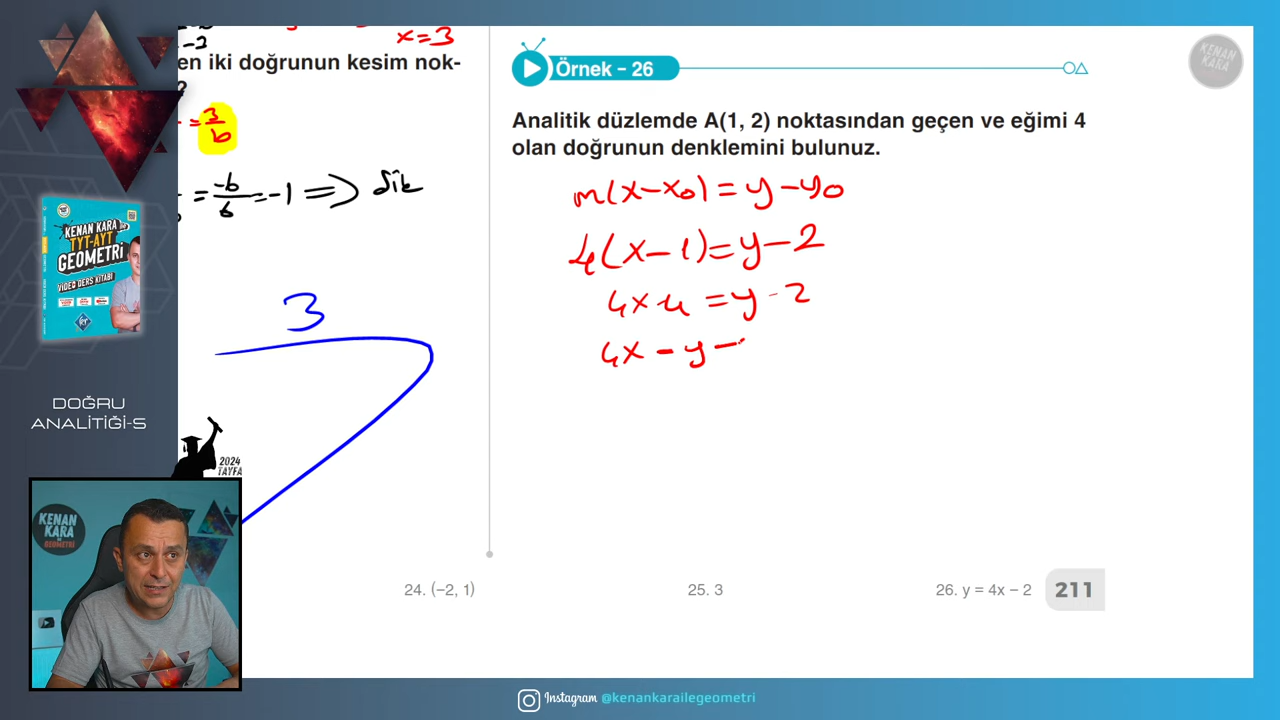 x=3
en iki doğrunun kesim nok-
= 3/b
= -b/b = -1 ⇒ dik
3
Örnek - 26
Analitik düzlemde A(1, 2) noktasından geçen ve eğimi 4
olan doğrunun denklemini bulunuz.
m(x-x0) = y-y0
4(x-1)=y-2
4x-4 = y-2
4x - y -
24. (–2, 1)
25. 3
26. y = 4x – 2
211
KENAN
KARA
KENAN KARA ile
TYT-AYT
GEOMETRİ
VİDEO DERS KİTABI
DOĞRU
ANALİTİĞİ-5
2024
TAYFA
KENAN
KARA ile
GEOMETRİ
Instagram @kenankarailegeometri